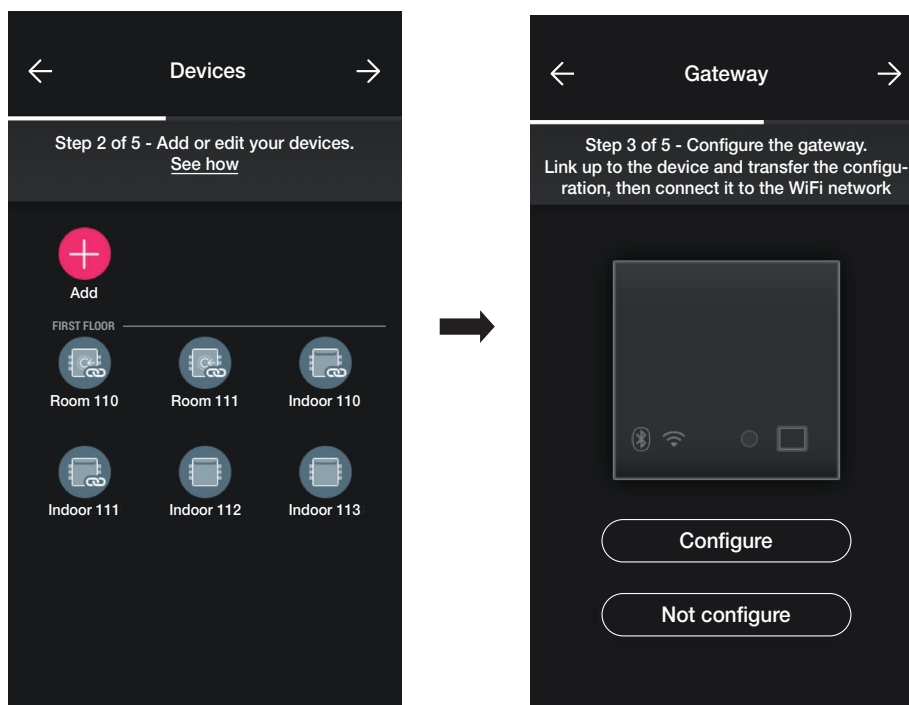 Devices
Step 2 of 5 - Add or edit your devices.
See how
Add
FIRST FLOOR
Room 110
Room 111
Indoor 110
Indoor 111
Indoor 112
Indoor 113
Gateway
Step 3 of 5 - Configure the gateway.
Link up to the device and transfer the configu-
ration, then connect it to the WiFi network
Configure
Not configure